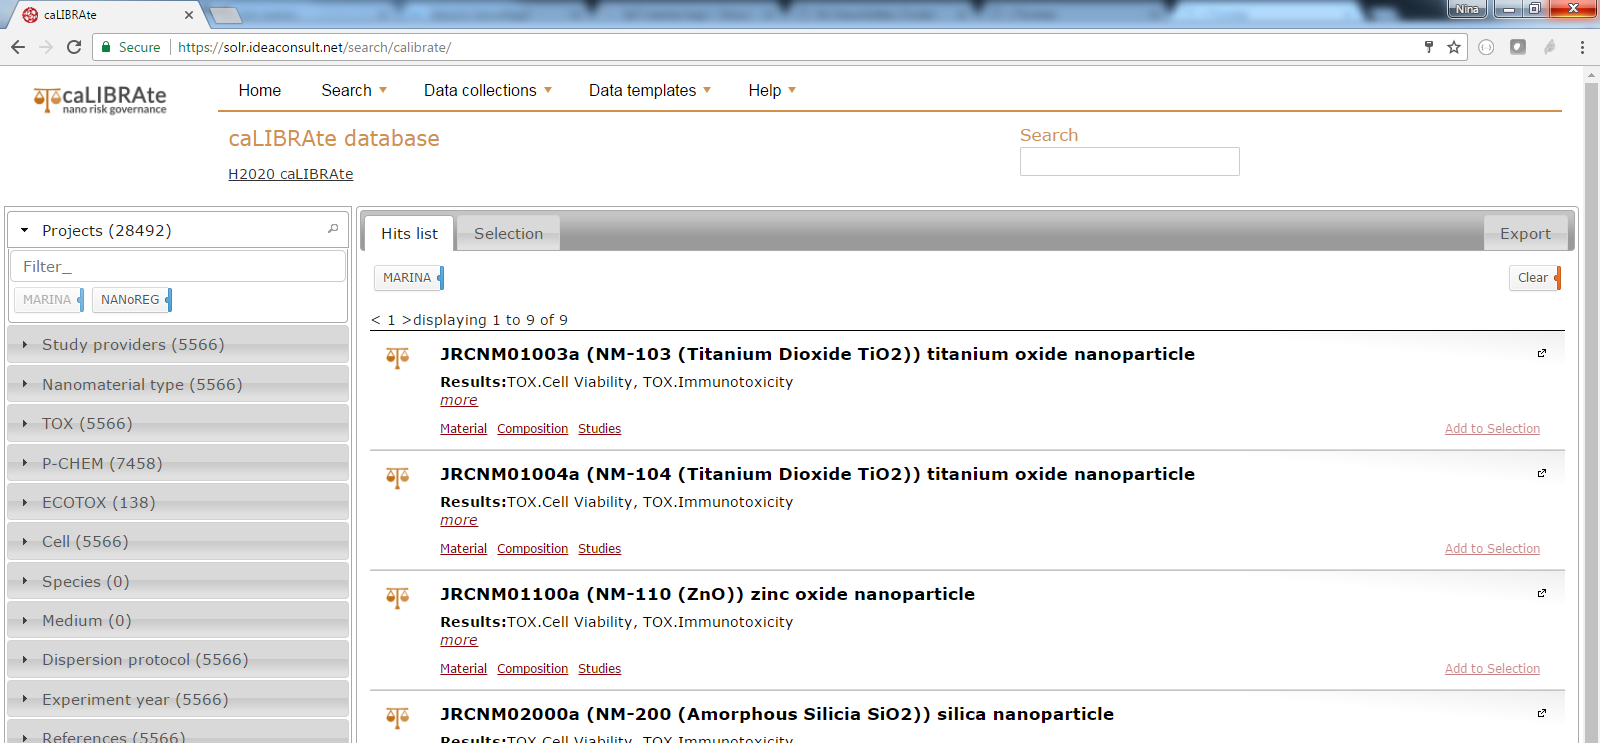 caLIBRAte
Nina
Secure
https://solr.ideaconsult.net/search/calibrate/
caLIBRAte
nano risk governance
Home Search Data collections Data templates Help
caLIBRAte database
Search
H2020 caLIBRAte
Projects (28492)
Filter_
MARINA NANoREG
Study providers (5566)
Nanomaterial type (5566)
TOX (5566)
P-CHEM (7458)
ECOTOX (138)
Cell (5566)
Species (0)
Medium (0)
Dispersion protocol (5566)
Experiment year (5566)
References (5566)
Hits list Selection Export
MARINA Clear
< 1 >displaying 1 to 9 of 9
JRCNM01003a (NM-103 (Titanium Dioxide TiO2)) titanium oxide nanoparticle
Results:TOX.Cell Viability, TOX.Immunotoxicity
more
Material Composition Studies Add to Selection
JRCNM01004a (NM-104 (Titanium Dioxide TiO2)) titanium oxide nanoparticle
Results:TOX.Cell Viability, TOX.Immunotoxicity
more
Material Composition Studies Add to Selection
JRCNM01100a (NM-110 (ZnO)) zinc oxide nanoparticle
Results:TOX.Cell Viability, TOX.Immunotoxicity
more
Material Composition Studies Add to Selection
JRCNM02000a (NM-200 (Amorphous Silicia SiO2)) silica nanoparticle
Results:TOX.Cell Viability, TOX.Immunotoxicity